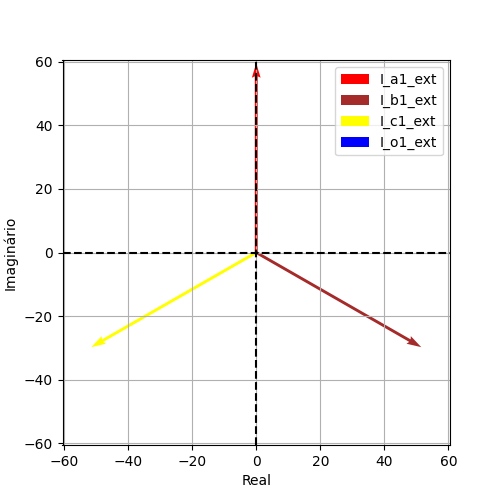 60
40
20
0
−20
−40
−60
−60 −40 −20 0 20 40 60
Imaginário
Real
I_a1_ext
I_b1_ext
I_c1_ext
I_o1_ext